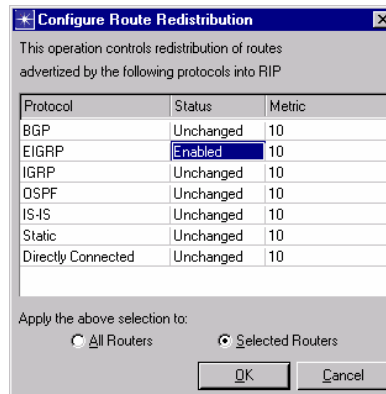 Configure Route Redistribution
This operation controls redistribution of routes
advertized by the following protocols into RIP
Protocol Status Metric
BGP Unchanged 10
EIGRP Enabled 10
IGRP Unchanged 10
OSPF Unchanged 10
IS-IS Unchanged 10
Static Unchanged 10
Directly Connected Unchanged 10
Apply the above selection to:
All Routers Selected Routers
OK Cancel